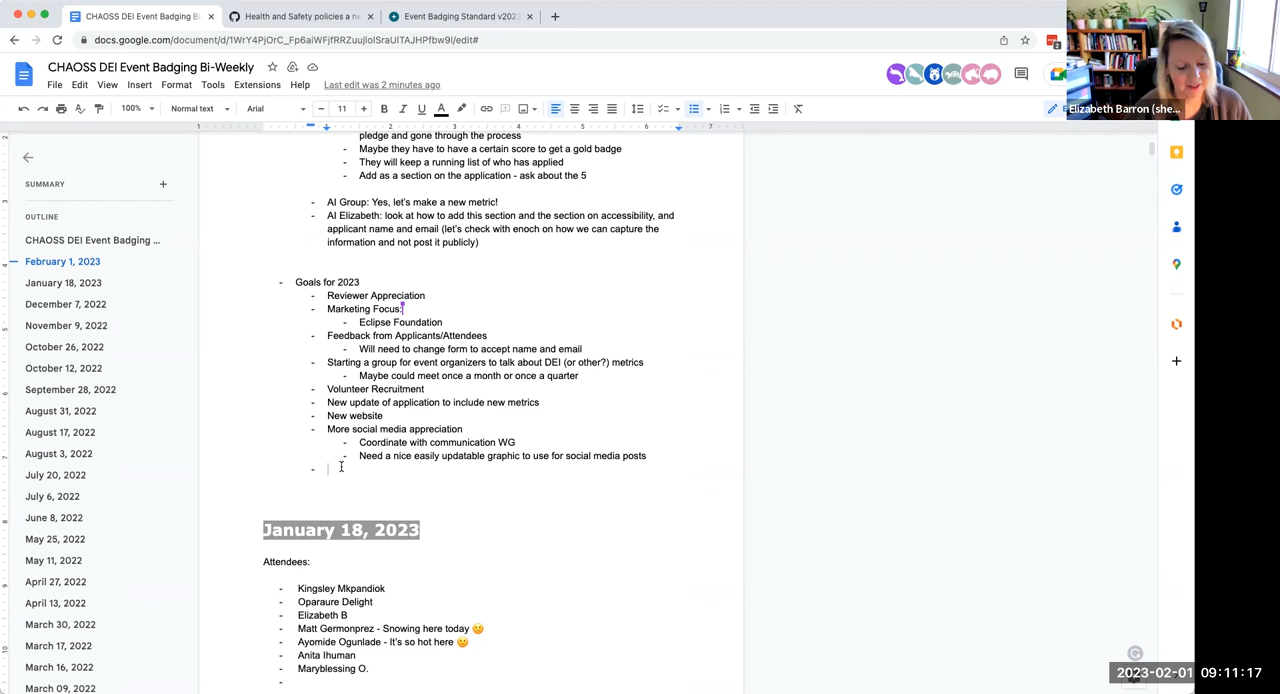 CHAOSS DEI Event Badging B
Health and Safety policies a ne
Event Badging Standard v2023
docs.google.com/document/d/1WrY4PjOrC_Fp6aiWFjfRRZuujlolSraUlTAJHPfbw9I/edit#
2
CHAOSS DEI Event Badging Bi-Weekly
File Edit View Insert Format Tools Extensions Help Last edit was 2 minutes ago
100% Normal text Arial 11
Elizabeth Barron (she...
SUMMARY
OUTLINE
CHAOSS DEI Event Badging ...
February 1, 2023
January 18, 2023
December 7, 2022
November 9, 2022
October 26, 2022
October 12, 2022
September 28, 2022
August 31, 2022
August 17, 2022
August 3, 2022
July 20, 2022
July 6, 2022
June 8, 2022
May 25, 2022
May 11, 2022
April 27, 2022
April 13, 2022
March 30, 2022
March 17, 2022
March 16, 2022
March 09, 2022
pledge and gone through the process
- Maybe they have to have a certain score to get a gold badge
- They will keep a running list of who has applied
- Add as a section on the application - ask about the 5
- AI Group: Yes, let's make a new metric!
- AI Elizabeth: look at how to add this section and the section on accessibility, and
applicant name and email (let's check with enoch on how we can capture the
information and not post it publicly)
- Goals for 2023
- Reviewer Appreciation
- Marketing Focus:
- Eclipse Foundation
- Feedback from Applicants/Attendees
- Will need to change form to accept name and email
- Starting a group for event organizers to talk about DEI (or other?) metrics
- Maybe could meet once a month or once a quarter
- Volunteer Recruitment
- New update of application to include new metrics
- New website
- More social media appreciation
- Coordinate with communication WG
- Need a nice easily updatable graphic to use for social media posts
-
January 18, 2023
Attendees:
- Kingsley Mkpandiok
- Oparaure Delight
- Elizabeth B
- Matt Germonprez - Snowing here today 🙂
- Ayomide Ogunlade - It's so hot here 🙂
- Anita Ihuman
- Maryblessing O.
-
2023-02-01 09:11:17